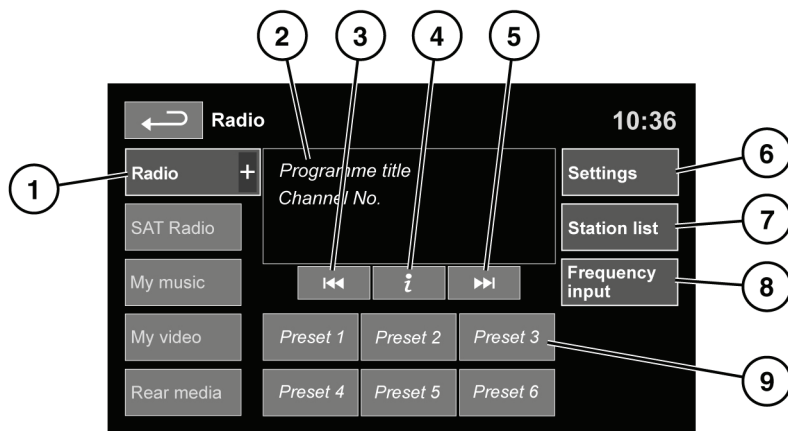 2
3
4
5
Radio
10:36
Radio +
Programme title
Channel No.
Settings
6
1
SAT Radio
Station list
7
My music
i
Frequency
input
8
My video
Preset 1
Preset 2
Preset 3
9
Rear media
Preset 4
Preset 5
Preset 6